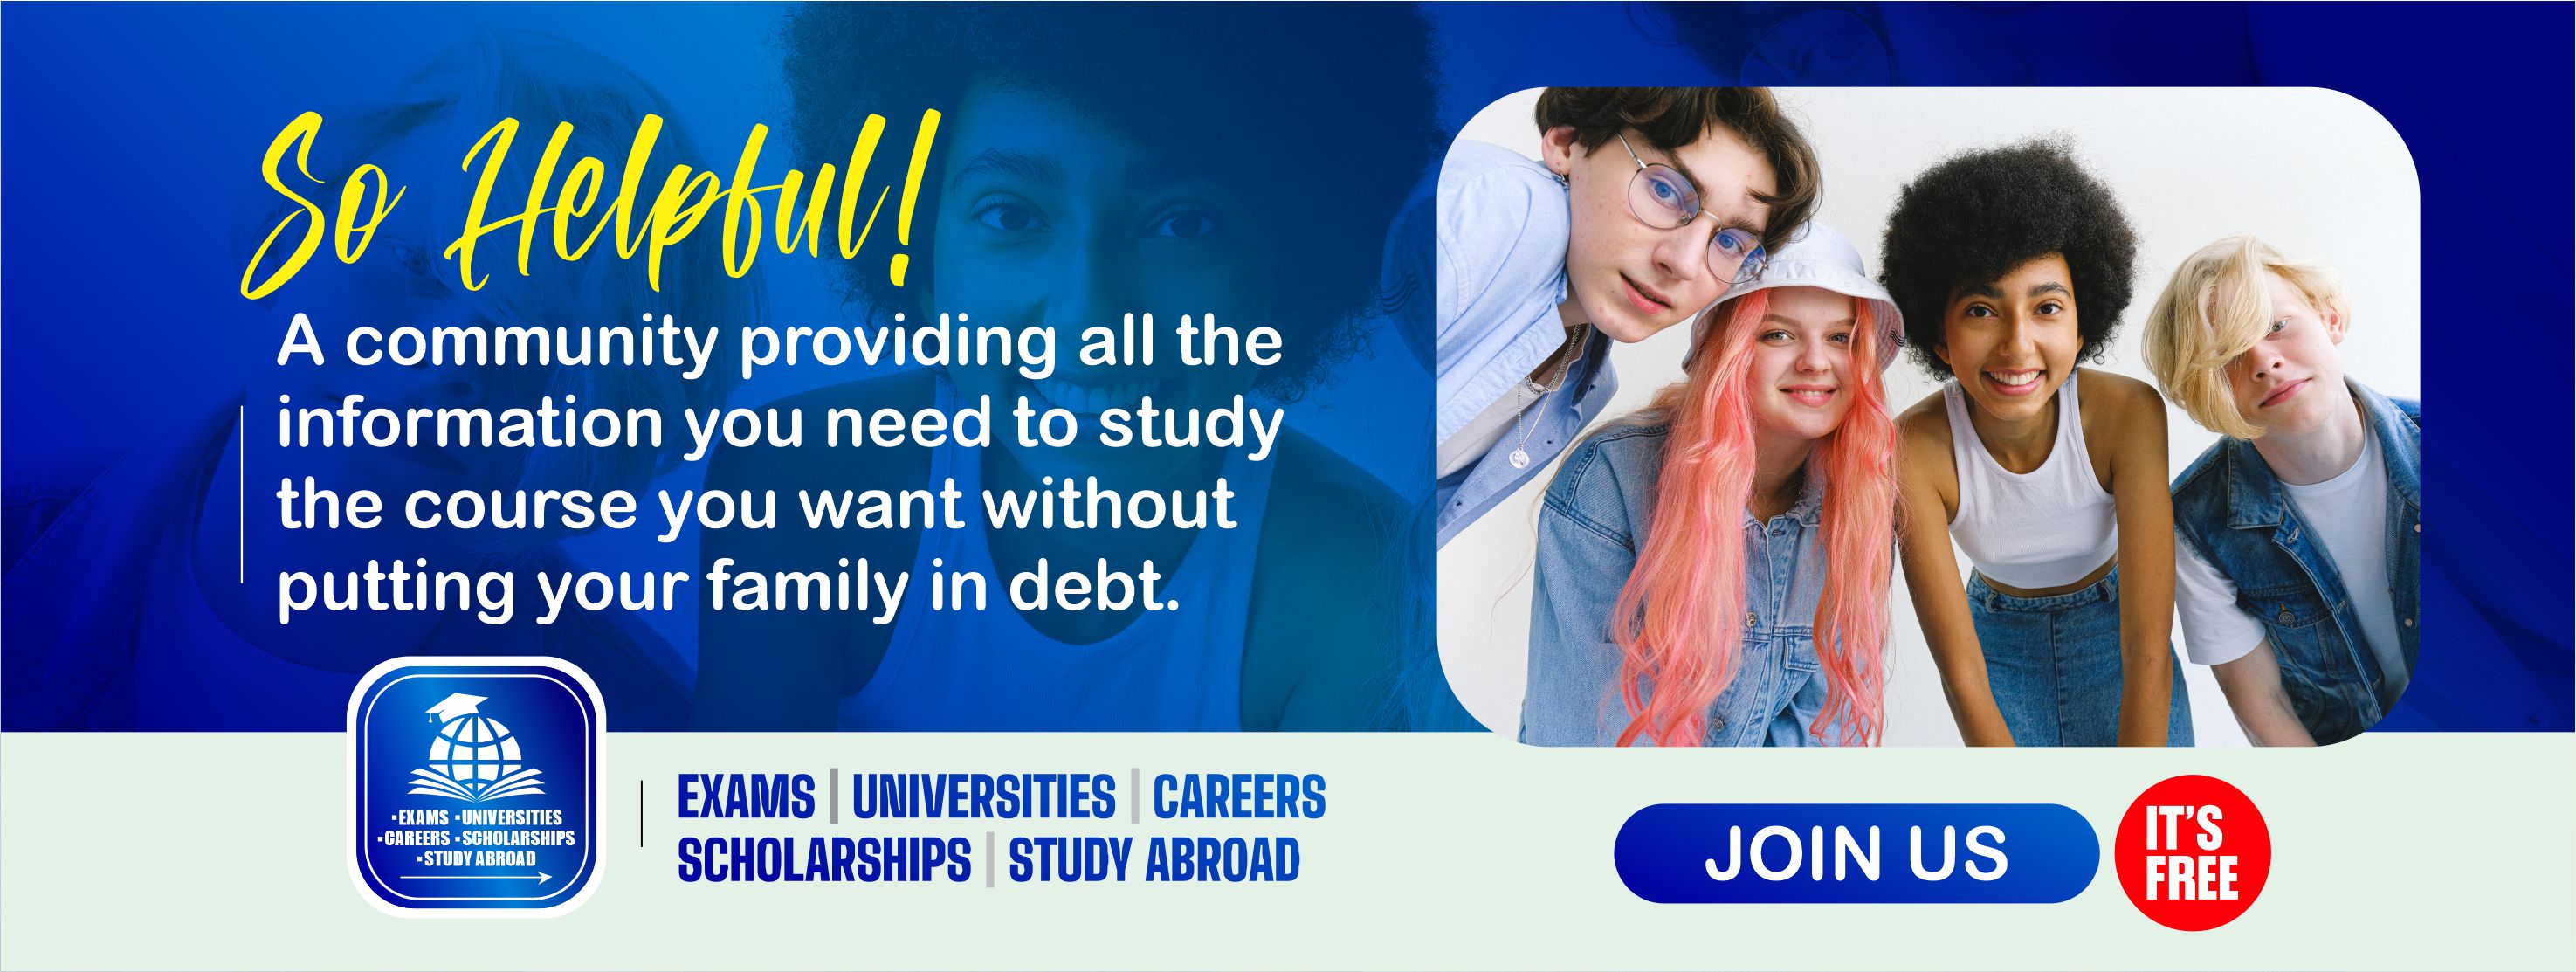 So Helpful!
A community providing all the
information you need to study
the course you want without
putting your family in debt.
▪EXAMS ▪UNIVERSITIES
▪CAREERS ▪SCHOLARSHIPS
▪STUDY ABROAD
EXAMS | UNIVERSITIES | CAREERS
SCHOLARSHIPS | STUDY ABROAD
JOIN US
IT'S
FREE